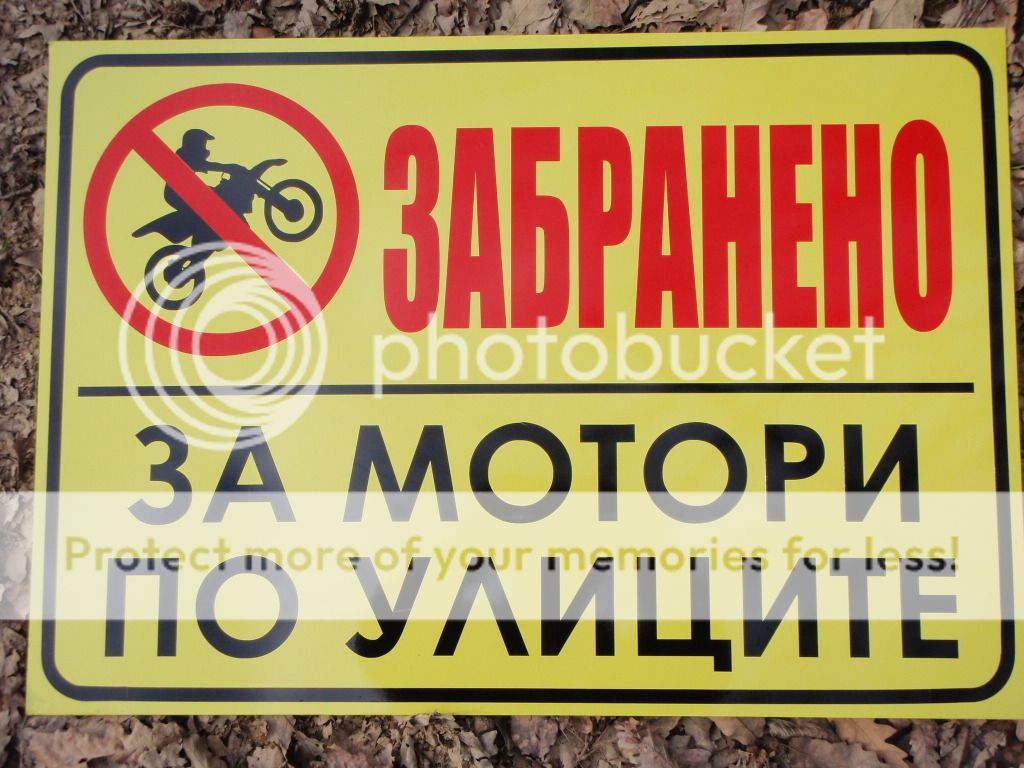 ЗАБРАНЕНО
photobucket
ЗА МОТОРИ
Protect more of your memories for less!
ПО УЛИЦИТЕ